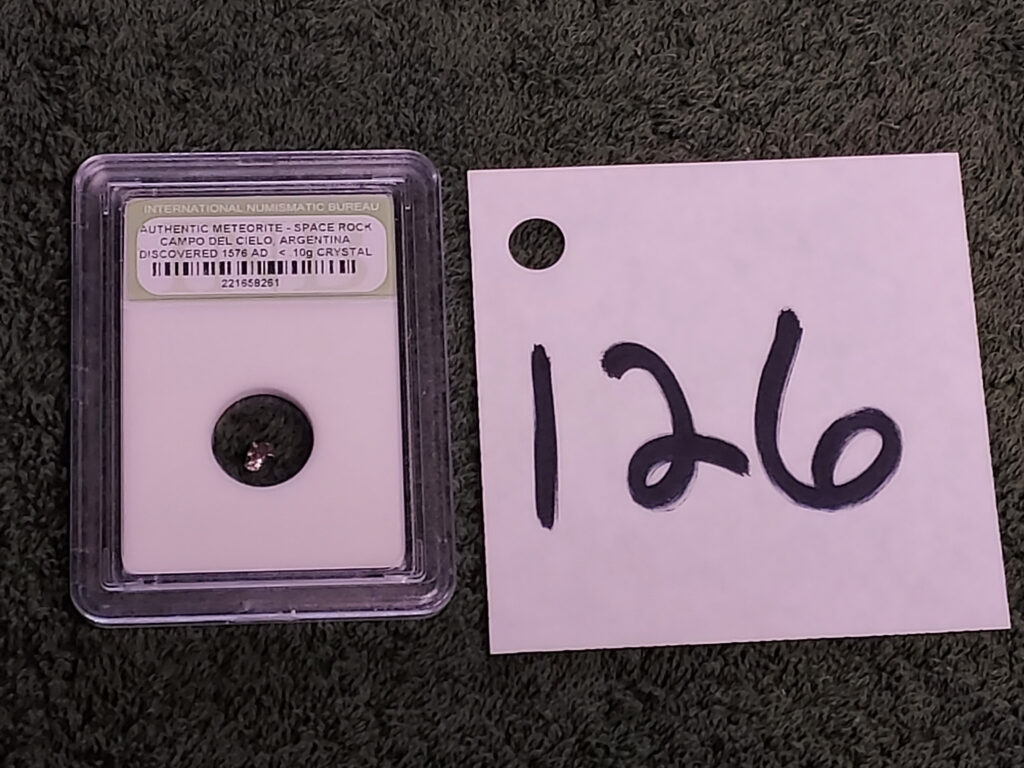 INTERNATIONAL NUMISMATIC BUREAU
AUTHENTIC METEORITE - SPACE ROCK
CAMPO DEL CIELO, ARGENTINA
DISCOVERED 1576 AD < .10g CRYSTAL
221658261
126